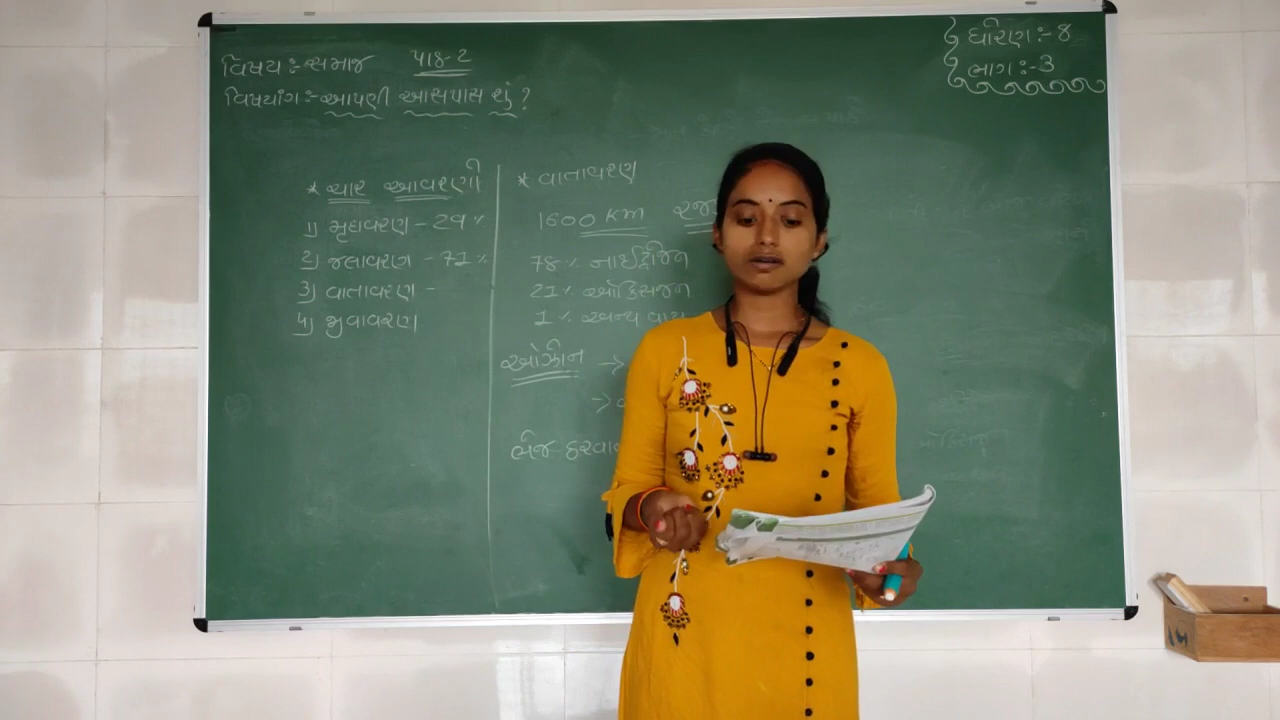 વિષય :- સમાજ પાઠ-2
વિષયાંગ :- આપણી આસપાસ શું ?
ધોરણ :- 8
ભાગ :- 3
* ચાર આવરણો
1) મૃદાવરણ - 29 %
2) જલાવરણ - 71 %
3) વાતાવરણ -
4) જીવાવરણ
* વાતાવરણ
1600 km
78 % નાઈટ્રોજન
21 % ઓક્સિજન
1 % અન્ય
ઓઝોન →
→
ભેજ